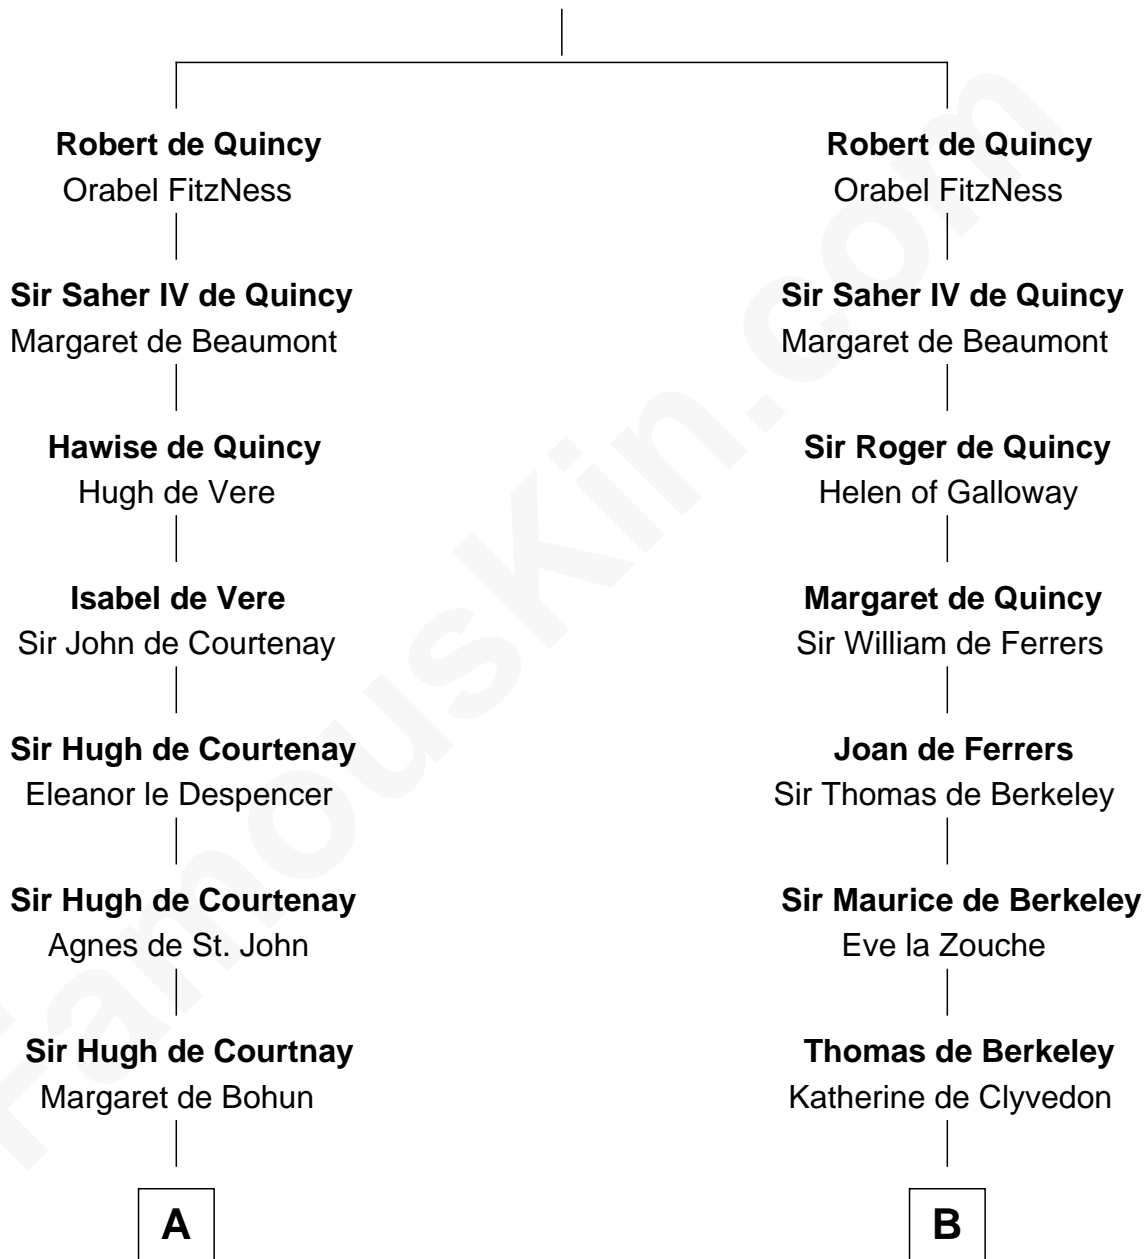 Robert de Quincy
Orabel FitzNess
Sir Saher IV de Quincy
Margaret de Beaumont
Hawise de Quincy
Hugh de Vere
Isabel de Vere
Sir John de Courtenay
Sir Hugh de Courtenay
Eleanor le Despencer
Sir Hugh de Courtenay
Agnes de St. John
Sir Hugh de Courtnay
Margaret de Bohun
A
Robert de Quincy
Orabel FitzNess
Sir Saher IV de Quincy
Margaret de Beaumont
Sir Roger de Quincy
Helen of Galloway
Margaret de Quincy
Sir William de Ferrers
Joan de Ferrers
Sir Thomas de Berkeley
Sir Maurice de Berkeley
Eve la Zouche
Thomas de Berkeley
Katherine de Clyvedon
B
FamousKin.com